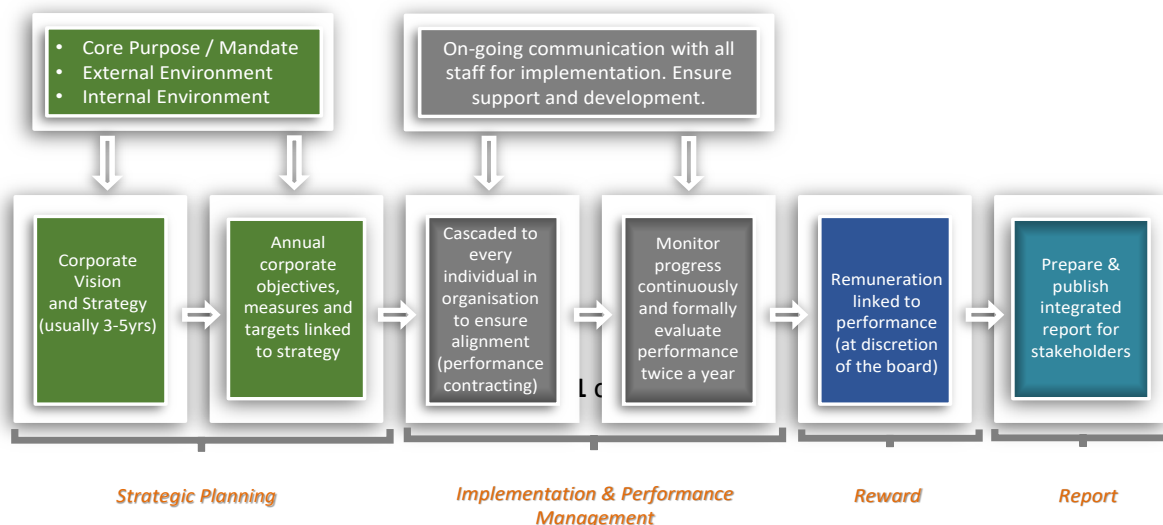 • Core Purpose / Mandate
• External Environment
• Internal Environment
On-going communication with all
staff for implementation. Ensure
support and development.
Corporate
Vision
and Strategy
(usually 3-5yrs)
Annual
corporate
objectives,
measures and
targets linked
to strategy
Cascaded to
every
individual in
organisation
to ensure
alignment
(performance
contracting)
Monitor
progress
continuously
and formally
evaluate
performance
twice a year
Remuneration
linked to
performance
(at discretion
of the board)
Prepare &
publish
integrated
report for
stakeholders
Strategic Planning
Implementation & Performance
Management
Reward
Report